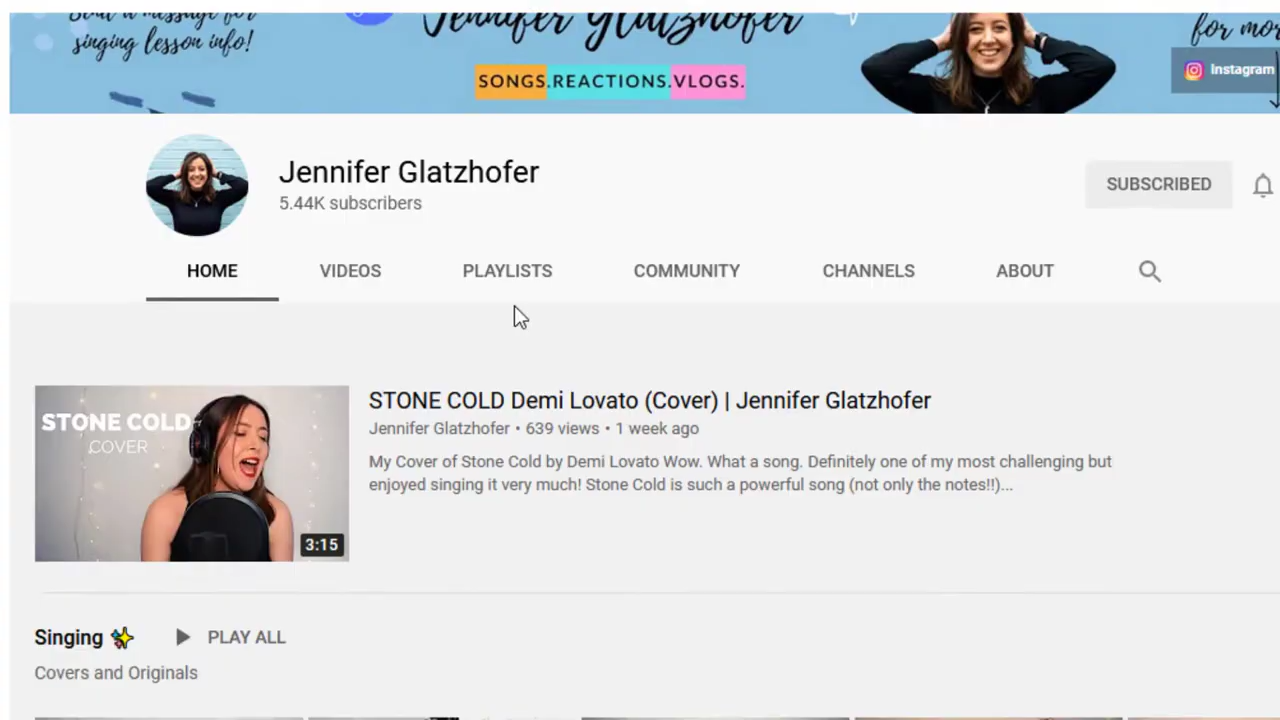 Send a message for
singing lesson info!
Jennifer Glatzhofer
SONGS.REACTIONS.VLOGS.
for mor
Instagram
Jennifer Glatzhofer
5.44K subscribers
SUBSCRIBED
HOME VIDEOS PLAYLISTS COMMUNITY CHANNELS ABOUT
STONE COLD
COVER
3:15
STONE COLD Demi Lovato (Cover) | Jennifer Glatzhofer
Jennifer Glatzhofer • 639 views • 1 week ago
My Cover of Stone Cold by Demi Lovato Wow. What a song. Definitely one of my most challenging but
enjoyed singing it very much! Stone Cold is such a powerful song (not only the notes!!)...
Singing ✨ PLAY ALL
Covers and Originals